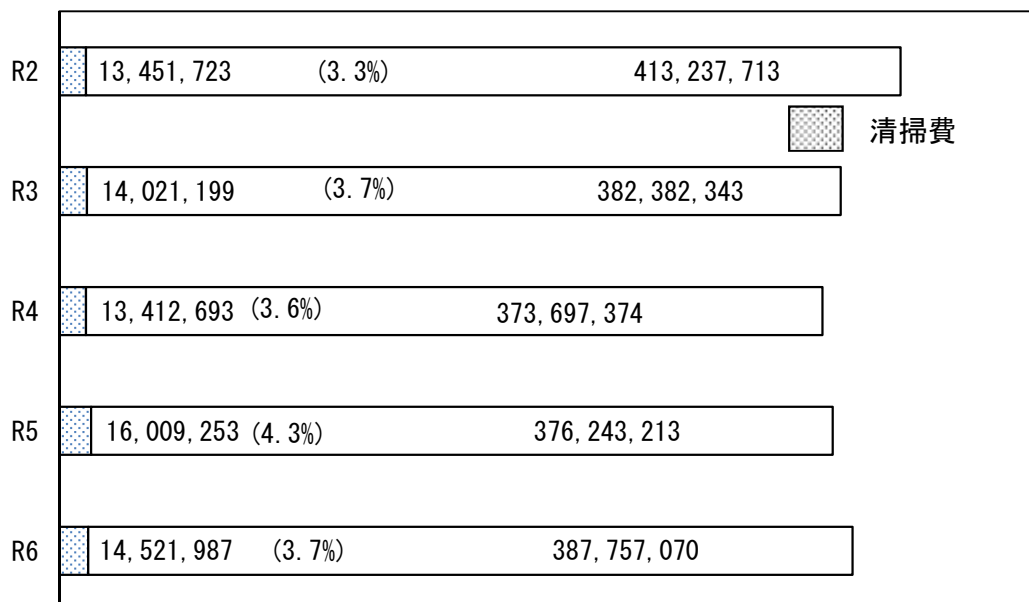 R2 13,451,723 (3.3%) 413,237,713
清掃費
R3 14,021,199 (3.7%) 382,382,343
R4 13,412,693 (3.6%) 373,697,374
R5 16,009,253 (4.3%) 376,243,213
R6 14,521,987 (3.7%) 387,757,070